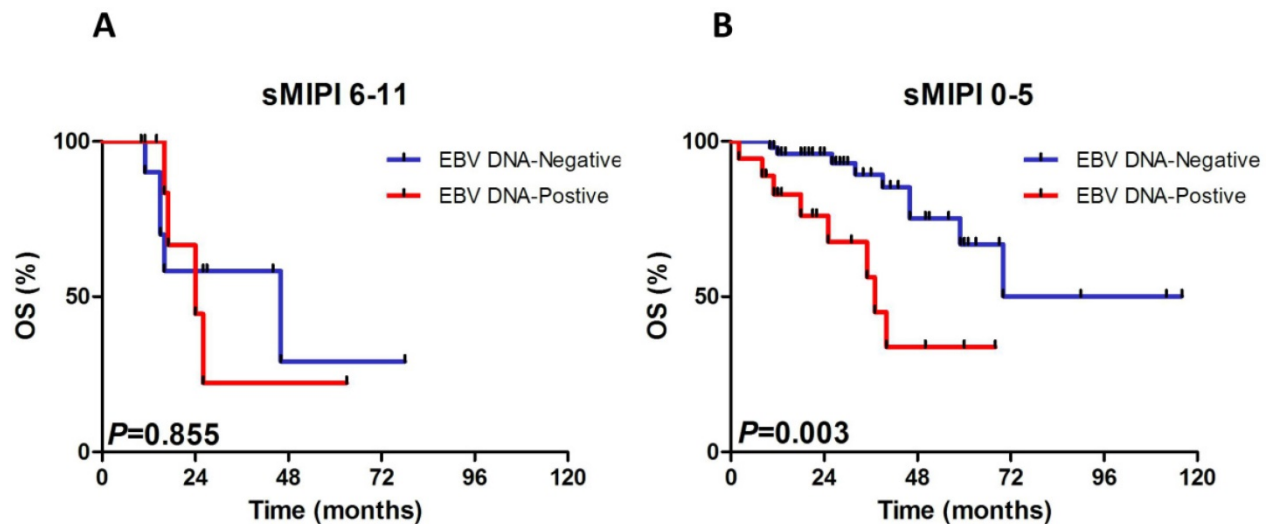 A
sMIPI 6-11
EBV DNA-Negative
EBV DNA-Postive
100
50
0
OS (%)
P=0.855
0 24 48 72 96 120
Time (months)
B
sMIPI 0-5
EBV DNA-Negative
EBV DNA-Postive
100
50
0
OS (%)
P=0.003
0 24 48 72 96 120
Time (months)